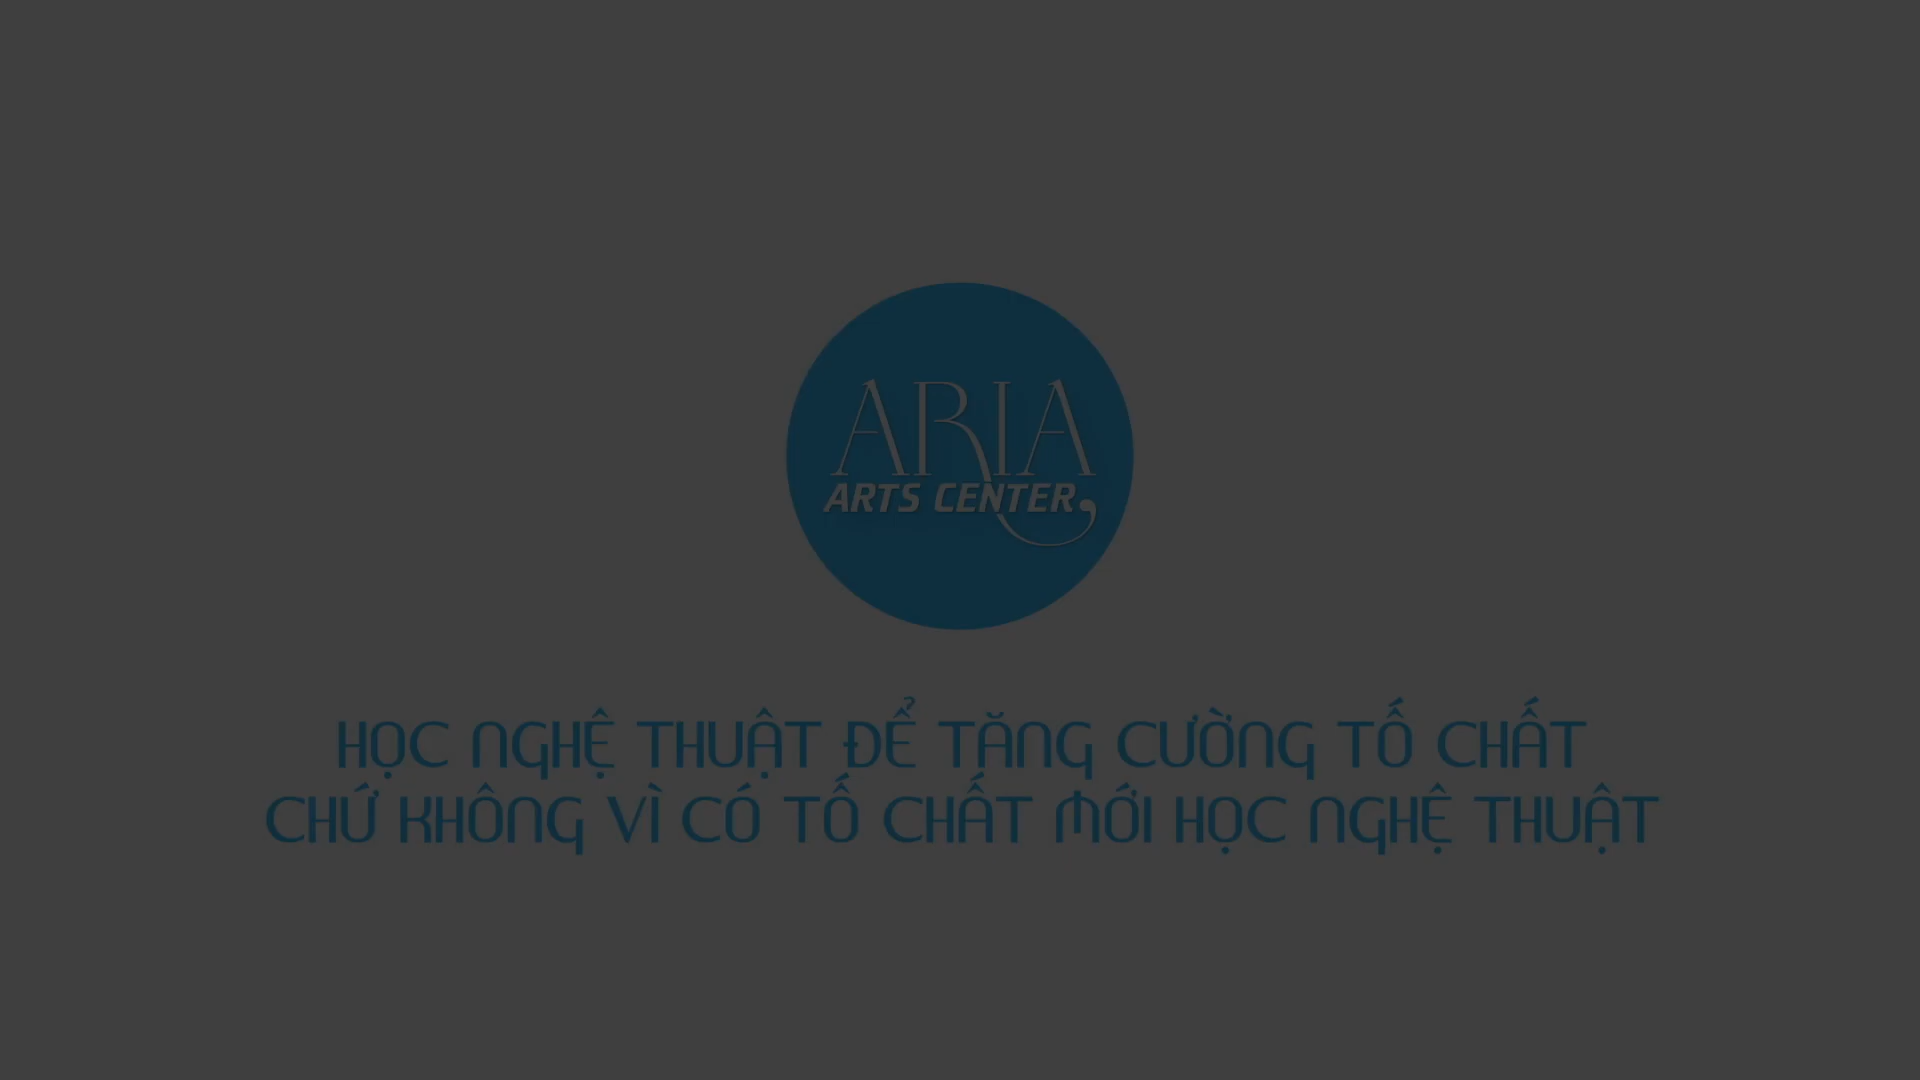 ARIA
ARTS CENTER
HỌC NGHỆ THUẬT ĐỂ TĂNG CƯỜNG TỐ CHẤT
CHỨ KHÔNG VÌ CÓ TỐ CHẤT MỚI HỌC NGHỆ THUẬT